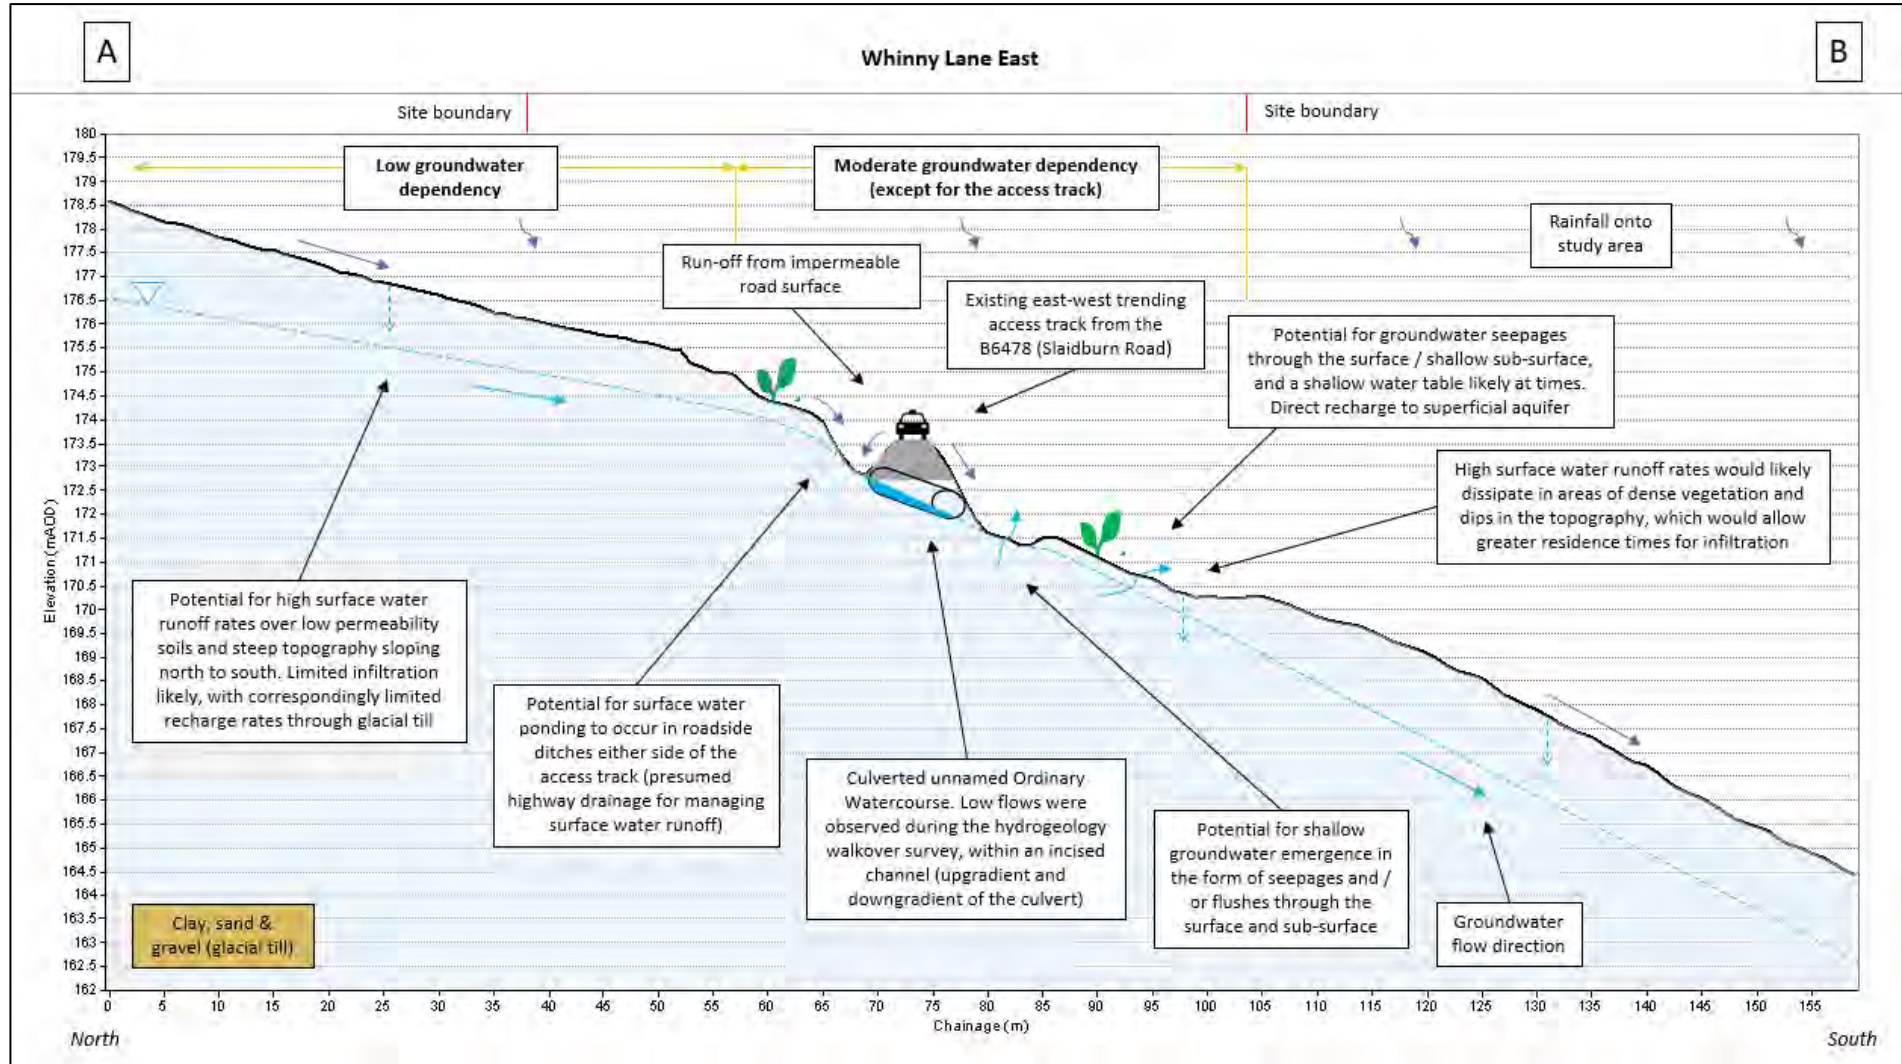 A
Whinny Lane East
B
Site boundary
Site boundary
Low groundwater
dependency
Moderate groundwater dependency
(except for the access track)
Rainfall onto
study area
Run-off from impermeable
road surface
Existing east-west trending
access track from the
B6478 (Slaidburn Road)
Potential for groundwater seepages
through the surface / shallow sub-surface,
and a shallow water table likely at times.
Direct recharge to superficial aquifer
High surface water runoff rates would likely
dissipate in areas of dense vegetation and
dips in the topography, which would allow
greater residence times for infiltration
Potential for high surface water
runoff rates over low permeability
soils and steep topography sloping
north to south. Limited infiltration
likely, with correspondingly limited
recharge rates through glacial till
Potential for surface water
ponding to occur in roadside
ditches either side of the
access track (presumed
highway drainage for managing
surface water runoff)
Culverted unnamed Ordinary
Watercourse. Low flows were
observed during the hydrogeology
walkover survey, within an incised
channel (upgradient and
downgradient of the culvert)
Potential for shallow
groundwater emergence in
the form of seepages and /
or flushes through the
surface and sub-surface
Groundwater
flow direction
Clay, sand &
gravel (glacial till)
Elevation (mAOD)
180
179.5
179
178.5
178
177.5
177
176.5
176
175.5
175
174.5
174
173.5
173
172.5
172
171.5
171
170.5
170
169.5
169
168.5
168
167.5
167
166.5
166
165.5
165
164.5
164
163.5
163
162.5
162
0 5 10 15 20 25 30 35 40 45 50 55 60 65 70 75 80 85 90 95 100 105 110 115 120 125 130 135 140 145 150 155
Chainage (m)
North
South